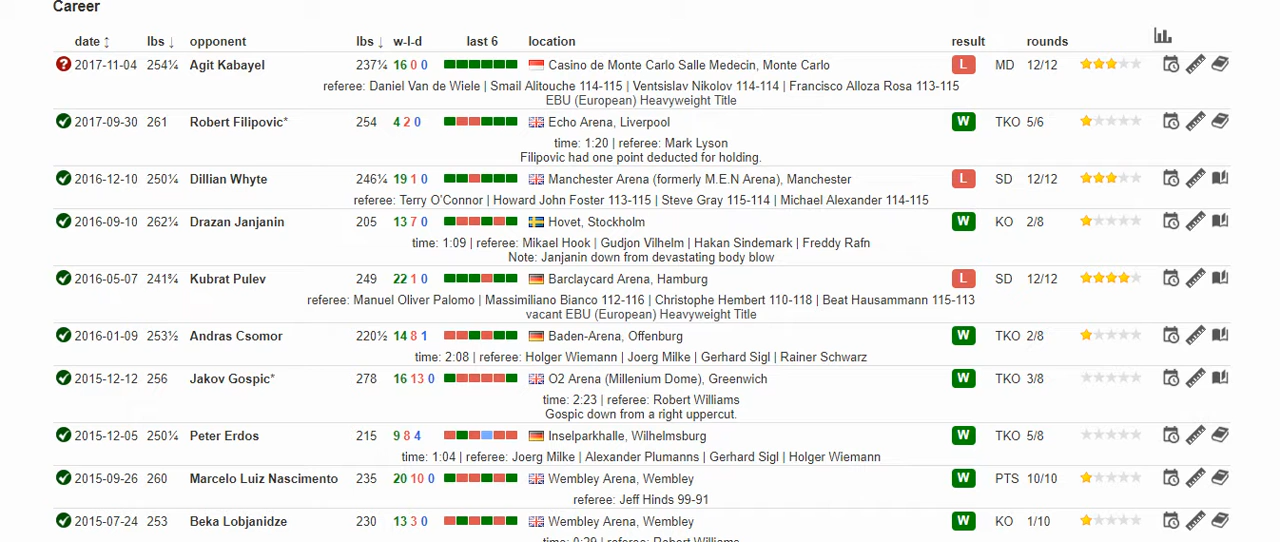 Career
date lbs opponent lbs w-l-d last 6 location result rounds
2017-11-04 254¼ Agit Kabayel 237¼ 16 0 0 Casino de Monte Carlo Salle Medecin, Monte Carlo L MD 12/12
referee: Daniel Van de Wiele | Smail Alitouche 114-115 | Ventsislav Nikolov 114-114 | Francisco Alloza Rosa 113-115
EBU (European) Heavyweight Title
2017-09-30 261 Robert Filipovic* 254 4 2 0 Echo Arena, Liverpool W TKO 5/6
time: 1:20 | referee: Mark Lyson
Filipovic had one point deducted for holding.
2016-12-10 250¼ Dillian Whyte 246¼ 19 1 0 Manchester Arena (formerly M.E.N Arena), Manchester L SD 12/12
referee: Terry O'Connor | Howard John Foster 113-115 | Steve Gray 115-114 | Michael Alexander 114-115
2016-09-10 262¼ Drazan Janjanin 205 13 7 0 Hovet, Stockholm W KO 2/8
time: 1:09 | referee: Mikael Hook | Gudjon Vilhelm | Hakan Sindemark | Freddy Rafn
Note: Janjanin down from devastating body blow
2016-05-07 241¾ Kubrat Pulev 249 22 1 0 Barclaycard Arena, Hamburg L SD 12/12
referee: Manuel Oliver Palomo | Massimiliano Bianco 112-116 | Christophe Hembert 110-118 | Beat Hausammann 115-113
vacant EBU (European) Heavyweight Title
2016-01-09 253½ Andras Csomor 220½ 14 8 1 Baden-Arena, Offenburg W TKO 2/8
time: 2:08 | referee: Holger Wiemann | Joerg Milke | Gerhard Sigl | Rainer Schwarz
2015-12-12 256 Jakov Gospic* 278 16 13 0 O2 Arena (Millenium Dome), Greenwich W TKO 3/8
time: 2:23 | referee: Robert Williams
Gospic down from a right uppercut.
2015-12-05 250¼ Peter Erdos 215 9 8 4 Inselparkhalle, Wilhelmsburg W TKO 5/8
time: 1:04 | referee: Joerg Milke | Alexander Plumanns | Gerhard Sigl | Holger Wiemann
2015-09-26 260 Marcelo Luiz Nascimento 235 20 10 0 Wembley Arena, Wembley W PTS 10/10
referee: Jeff Hinds 99-91
2015-07-24 253 Beka Lobjanidze 230 13 3 0 Wembley Arena, Wembley W KO 1/10
time: 0:29 | referee: Robert Williams